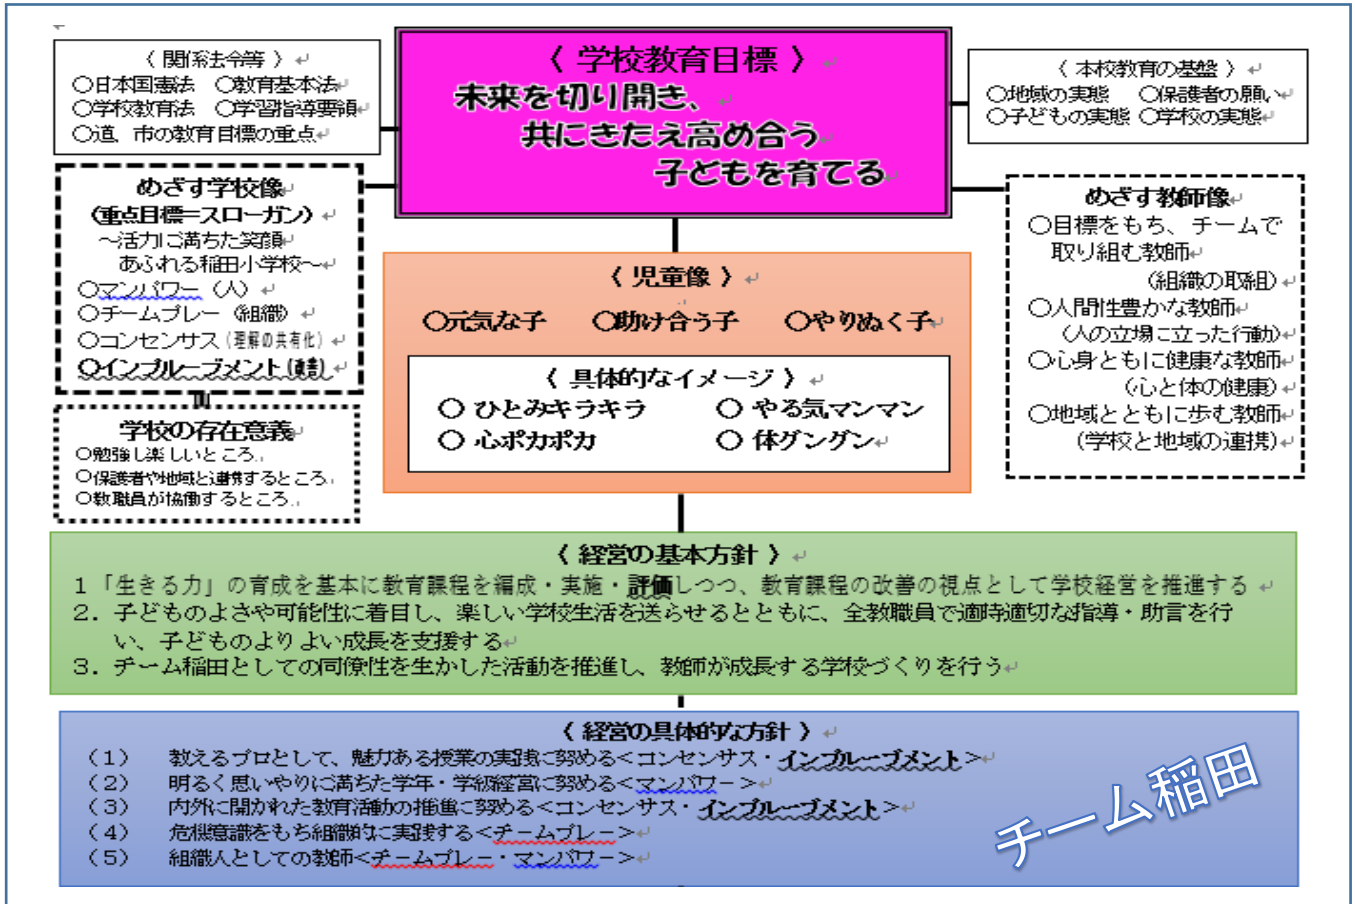 〈 関係法令等 〉
○日本国憲法　○教育基本法
○学校教育法　○学習指導要領
○道、市の教育目標の重点
〈 学校教育目標 〉
未来を切り開き、
共にきたえ高め合う
子どもを育てる
〈 本校教育の基盤 〉
○地域の実態　○保護者の願い
○子どもの実態　○学校の実態
めざす学校像
（重点目標＝スローガン）
～活力に満ちた笑顔
あふれる稲田小学校～
○マンパワー（人）
○チームプレー（組織）
○コンセンサス（理解の共有化）
○インプルーブメント（改善）
学校の存在意義
○勉強し楽しいところ
○保護者や地域と連携するところ
○教職員が協働するところ
〈 児童像 〉
○元気な子　○助け合う子　○やりぬく子
〈 具体的なイメージ 〉
○ ひとみキラキラ　○ やる気マンマン
○ 心ポカポカ　○ 体グングン
めざす教師像
○目標をもち、チームで
取り組む教師
（組織の取組）
○人間性豊かな教師
（人の立場に立った行動）
○心身ともに健康な教師
（心と体の健康）
○地域とともに歩む教師
（学校と地域の連携）
〈 経営の基本方針 〉
1 「生きる力」の育成を基本に教育課程を編成・実施・評価しつつ、教育課程の改善の視点として学校経営を推進する
2．子どものよさや可能性に着目し、楽しい学校生活を送らせるとともに、全教職員で適時適切な指導・助言を行
い、子どものよりよい成長を支援する
3．チーム稲田としての同僚性を生かした活動を推進し、教師が成長する学校づくりを行う
〈 経営の具体的な方針 〉
（1）　教えるプロとして、魅力ある授業の実践に努める＜コンセンサス・インプルーブメント＞
（2）　明るく思いやりに満ちた学年・学級経営に努める＜マンパワー＞
（3）　内外に開かれた教育活動の推進に努める＜コンセンサス・インプルーブメント＞
（4）　危機意識をもち組織的に実践する＜チームプレー＞
（5）　組織人としての教師＜チームプレー・マンパワー＞
チーム稲田